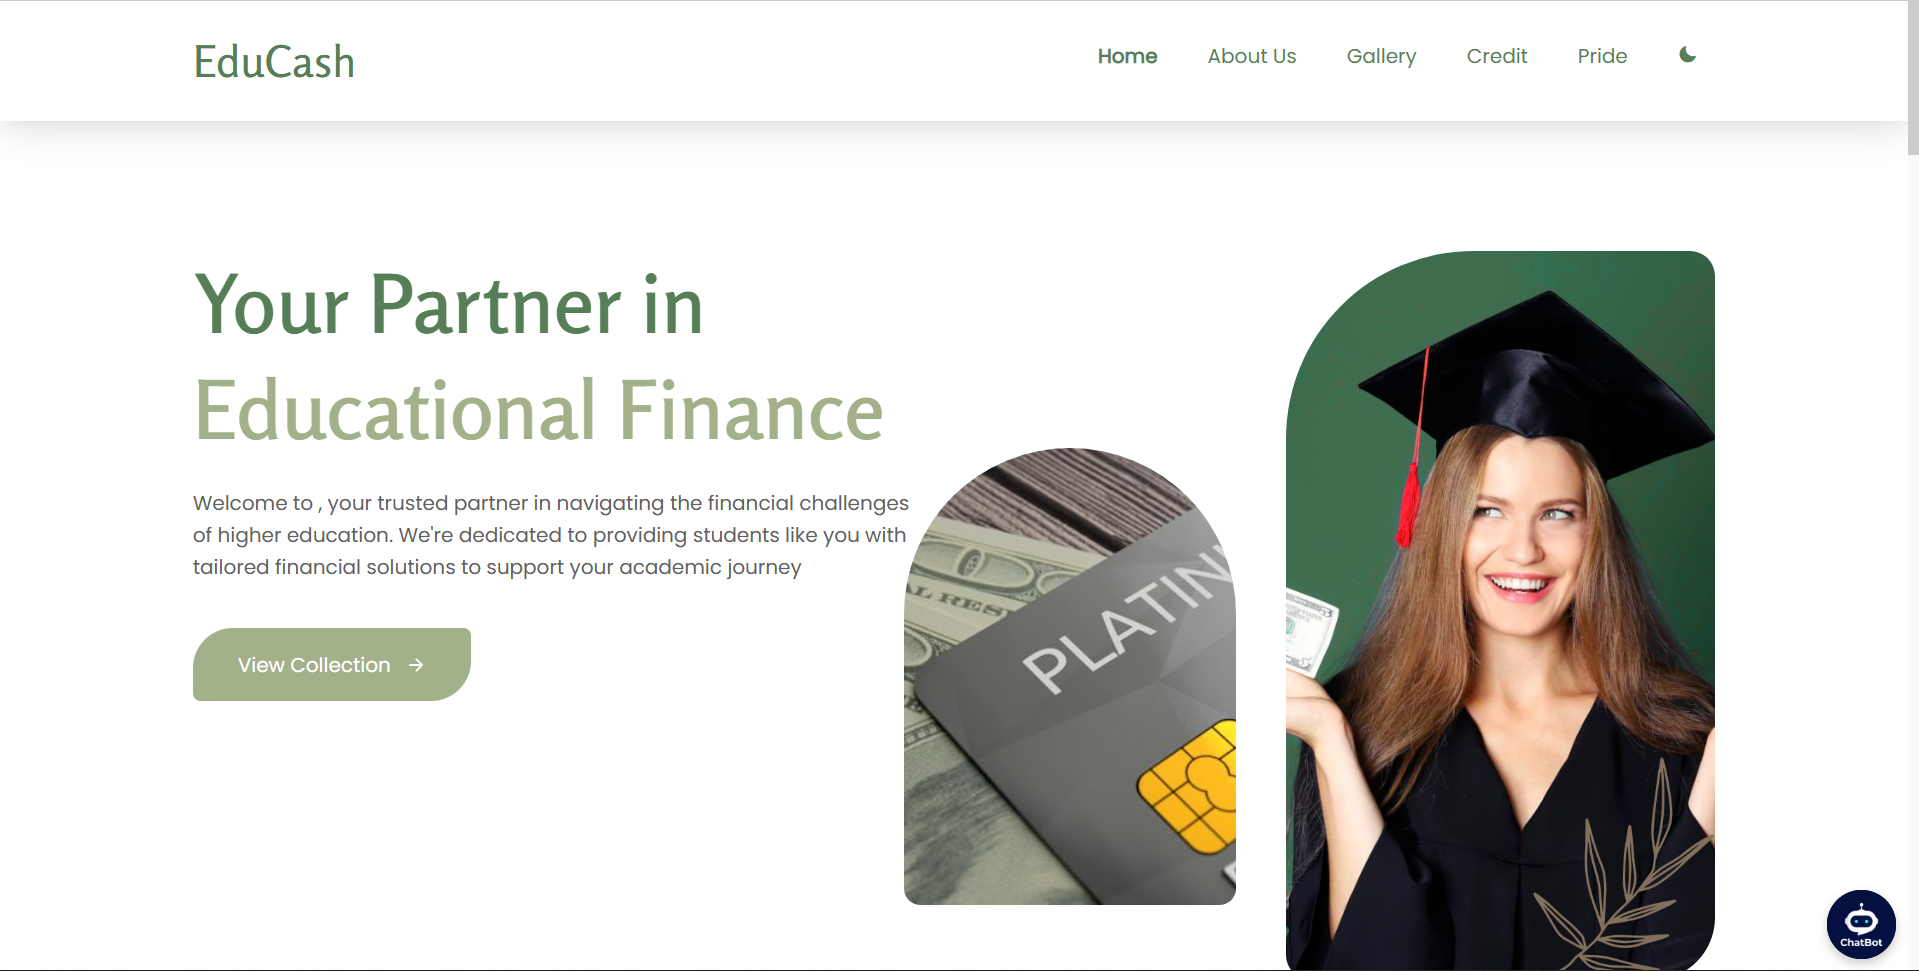 EduCash
Home About Us Gallery Credit Pride
Your Partner in
Educational Finance
Welcome to , your trusted partner in navigating the financial challenges
of higher education. We're dedicated to providing students like you with
tailored financial solutions to support your academic journey
View Collection
PLATIN
ChatBot